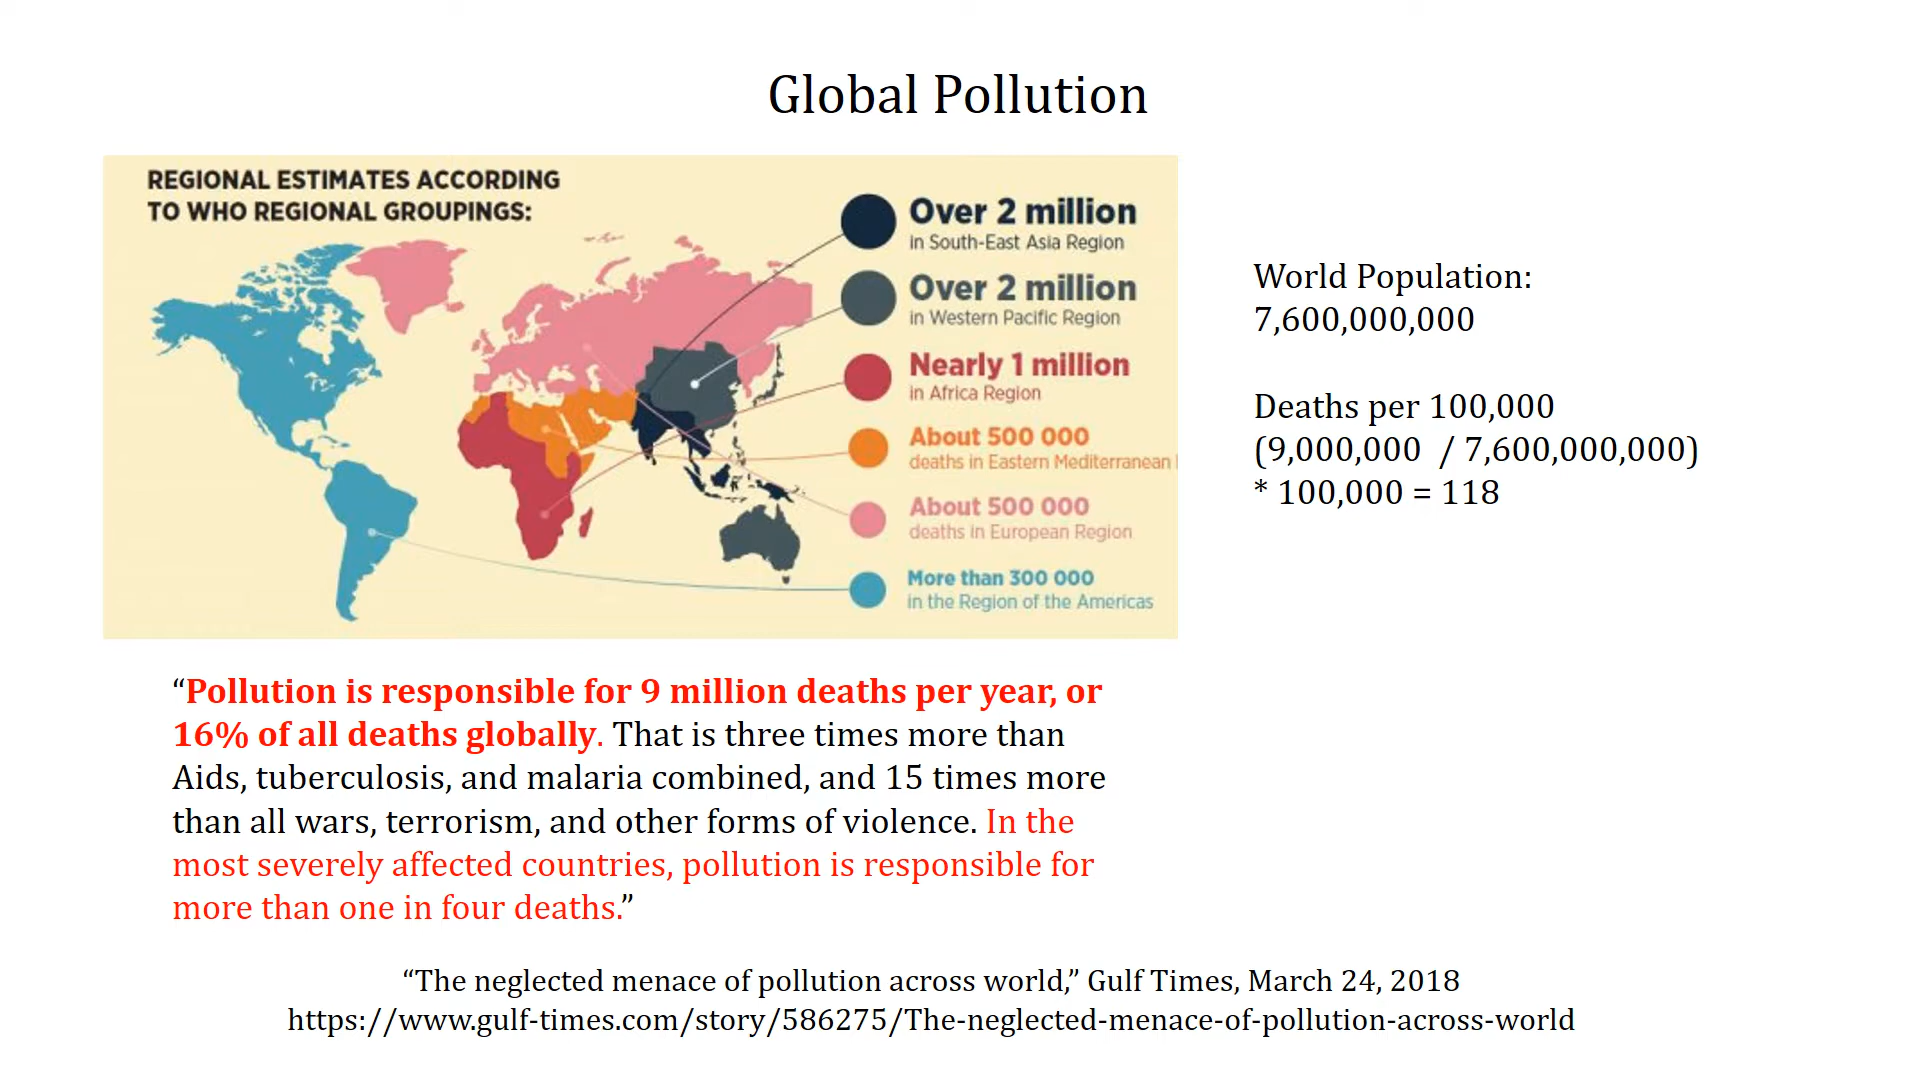 Global Pollution
REGIONAL ESTIMATES ACCORDING
TO WHO REGIONAL GROUPINGS:
Over 2 million
in South-East Asia Region
Over 2 million
in Western Pacific Region
Nearly 1 million
in Africa Region
About 500 000
deaths in Eastern Mediterranean
About 500 000
deaths in European Region
More than 300 000
in the Region of the Americas
World Population:
7,600,000,000
Deaths per 100,000
(9,000,000 / 7,600,000,000)
* 100,000 = 118
“Pollution is responsible for 9 million deaths per year, or
16% of all deaths globally. That is three times more than
Aids, tuberculosis, and malaria combined, and 15 times more
than all wars, terrorism, and other forms of violence. In the
most severely affected countries, pollution is responsible for
more than one in four deaths.”
“The neglected menace of pollution across world,” Gulf Times, March 24, 2018
https://www.gulf-times.com/story/586275/The-neglected-menace-of-pollution-across-world